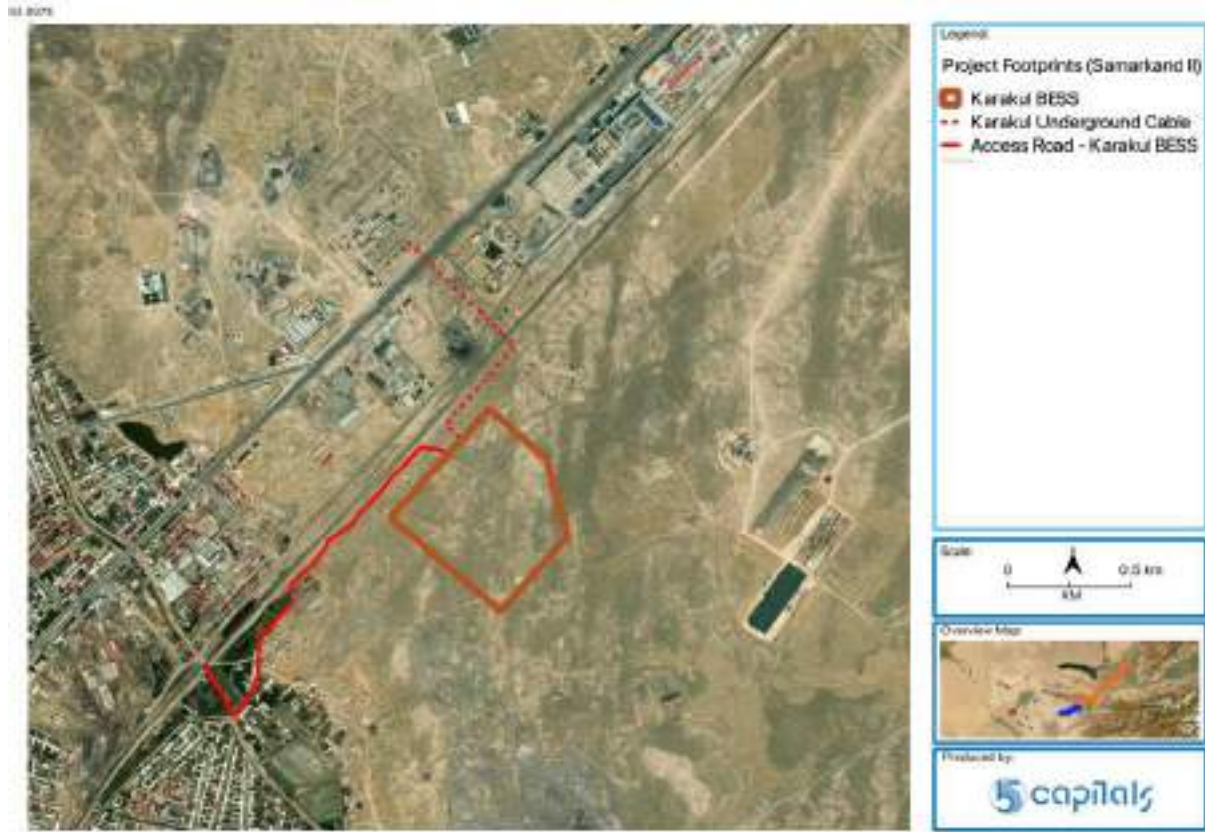 Legend
Project Footprints (Samarkand II)
Karakul BESS
Karakul Underground Cable
Access Road - Karakul BESS
Scale:
0 0.5 km
KM
Overview Map:
Produced by:
5 capitals